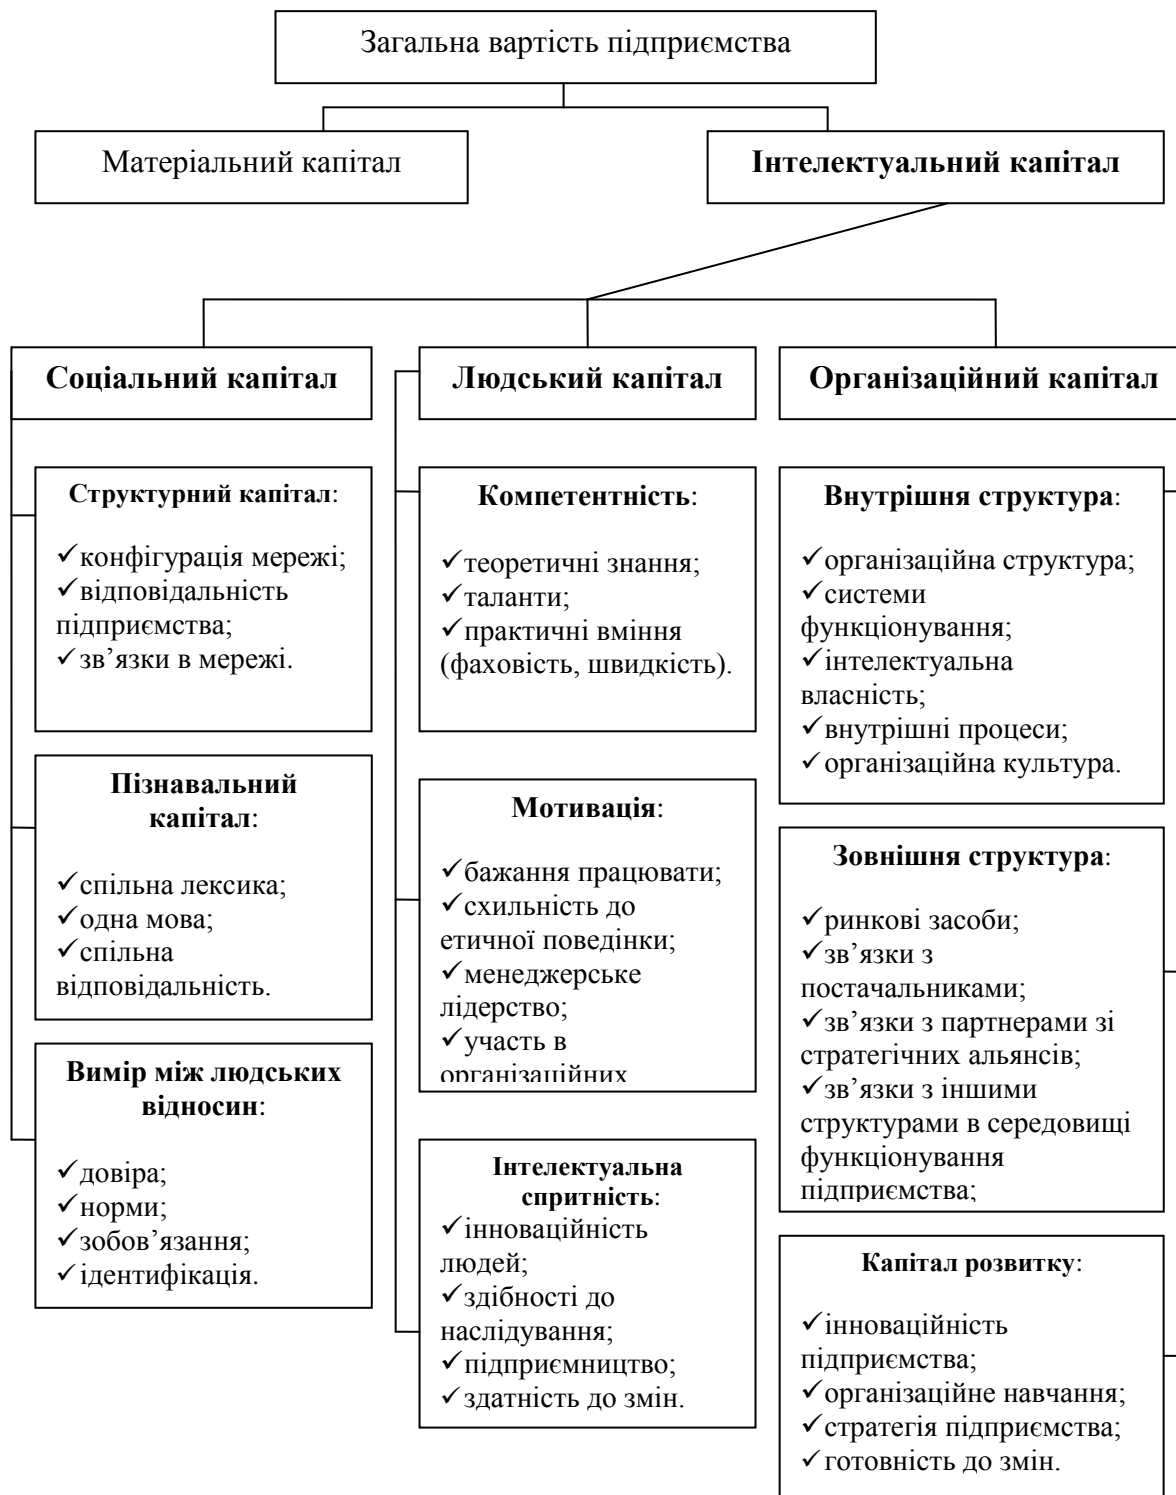 Загальна вартість підприємства
Матеріальний капітал
Інтелектуальний капітал
Соціальний капітал
Людський капітал
Організаційний капітал
Структурний капітал:
✓конфігурація мережі;
✓відповідальність
підприємства;
✓зв’язки в мережі.
Пізнавальний
капітал:
✓спільна лексика;
✓одна мова;
✓спільна
відповідальність.
Вимір між людських
відносин:
✓довіра;
✓норми;
✓зобов’язання;
✓ідентифікація.
Компетентність:
✓теоретичні знання;
✓таланти;
✓практичні вміння
(фаховість, швидкість).
Мотивація:
✓бажання працювати;
✓схильність до
етичної поведінки;
✓менеджерське
лідерство;
✓участь в
організаційних
Інтелектуальна
спритність:
✓інноваційність
людей;
✓здібності до
наслідування;
✓підприємництво;
✓здатність до змін.
Внутрішня структура:
✓організаційна структура;
✓системи
функціонування;
✓інтелектуальна
власність;
✓внутрішні процеси;
✓організаційна культура.
Зовнішня структура:
✓ринкові засоби;
✓зв’язки з
постачальниками;
✓зв’язки з партнерами зі
стратегічних альянсів;
✓зв’язки з іншими
структурами в середовищі
функціонування
підприємства;
Капітал розвитку:
✓інноваційність
підприємства;
✓організаційне навчання;
✓стратегія підприємства;
✓готовність до змін.